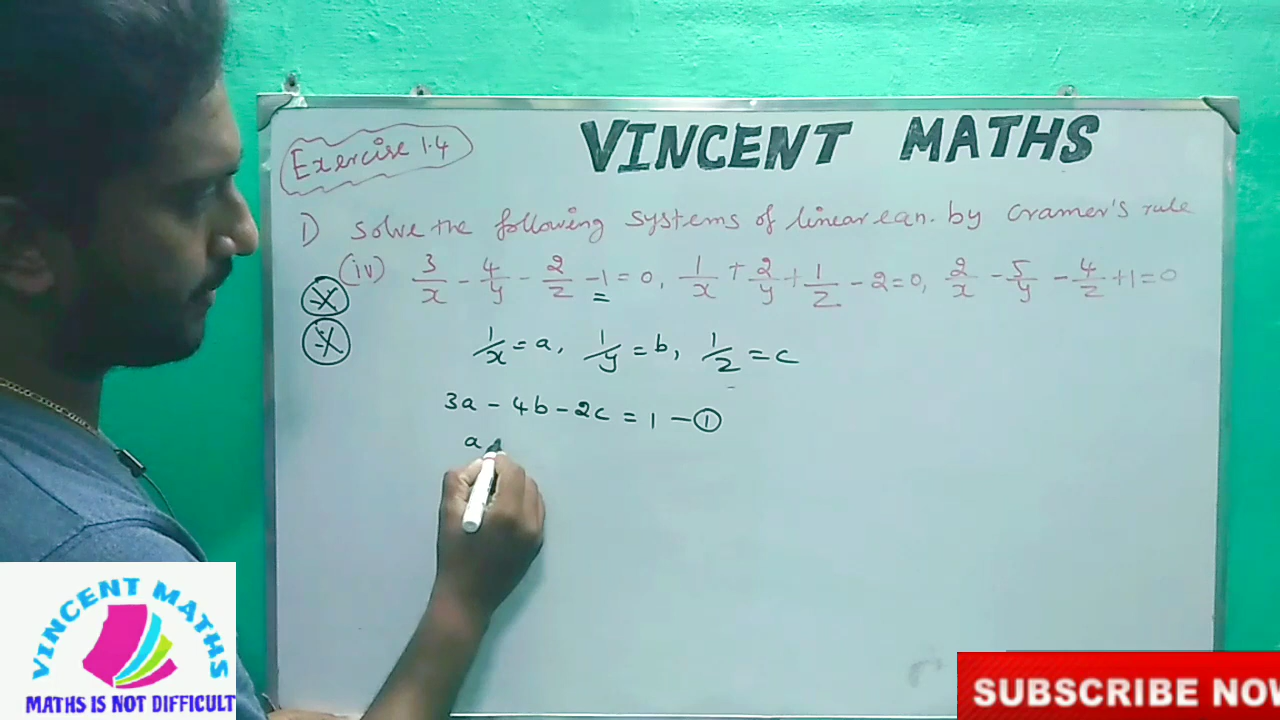 Exercise 1.4
VINCENT MATHS
1) Solve the following systems of linear eqn. by Cramer's rule
(iv) 3/x - 4/y - 2/z - 1 = 0, 1/x + 2/y + 1/z - 2 = 0, 2/x - 5/y - 4/z + 1 = 0
1/x = a, 1/y = b, 1/z = c
3a - 4b - 2c = 1 - ①
a
VINCENT MATHS
MATHS IS NOT DIFFICULT
SUBSCRIBE NOW